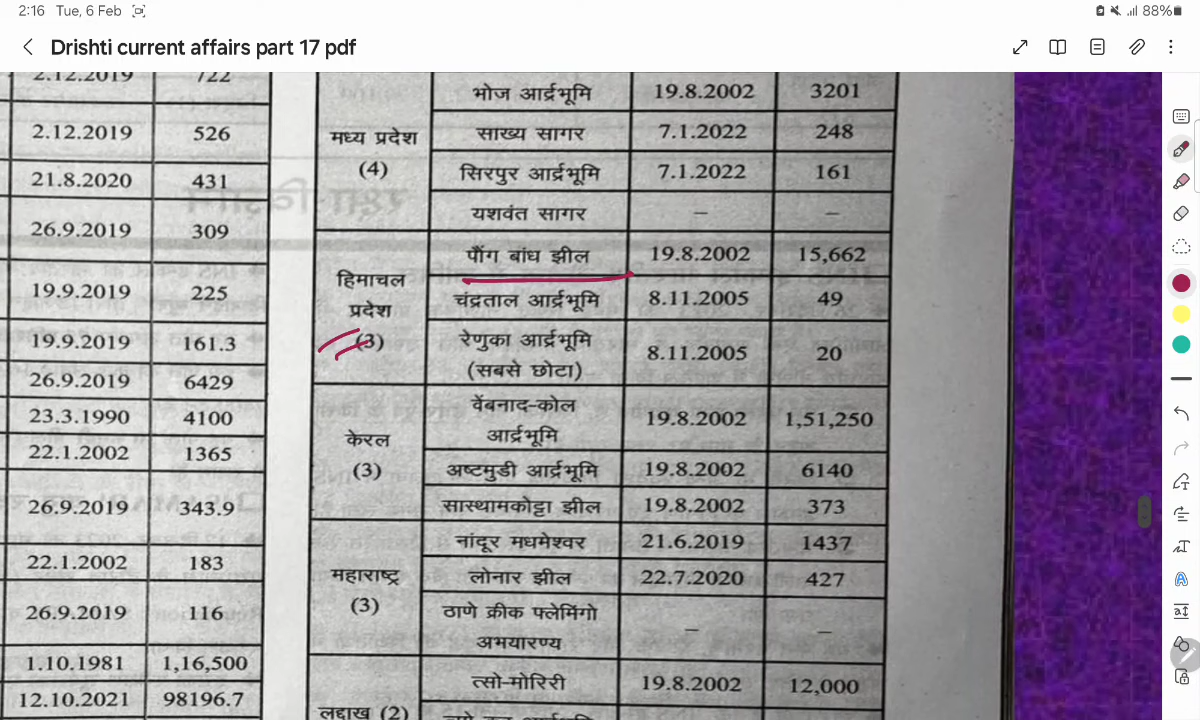 2:16 Tue, 6 Feb
88%
Drishti current affairs part 17 pdf
2.12.2019 722
2.12.2019 526
21.8.2020 431
26.9.2019 309
19.9.2019 225
19.9.2019 161.3
26.9.2019 6429
23.3.1990 4100
22.1.2002 1365
26.9.2019 343.9
22.1.2002 183
26.9.2019 116
1.10.1981 1,16,500
12.10.2021 98196.7
मध्य प्रदेश
(4)
भोज आर्द्रभूमि 19.8.2002 3201
साख्य सागर 7.1.2022 248
सिरपुर आर्द्रभूमि 7.1.2022 161
यशवंत सागर – –
हिमाचल
प्रदेश
(3)
पौंग बांध झील 19.8.2002 15,662
चंद्रताल आर्द्रभूमि 8.11.2005 49
रेणुका आर्द्रभूमि
(सबसे छोटा) 8.11.2005 20
केरल
(3)
वेंबनाद-कोल
आर्द्रभूमि 19.8.2002 1,51,250
अष्टमुडी आर्द्रभूमि 19.8.2002 6140
सास्थामकोट्टा झील 19.8.2002 373
महाराष्ट्र
(3)
नांदूर मधमेश्वर 21.6.2019 1437
लोनार झील 22.7.2020 427
ठाणे क्रीक फ्लेमिंगो
अभयारण्य – –
लद्दाख (2)
त्सो-मोरिरी 19.8.2002 12,000